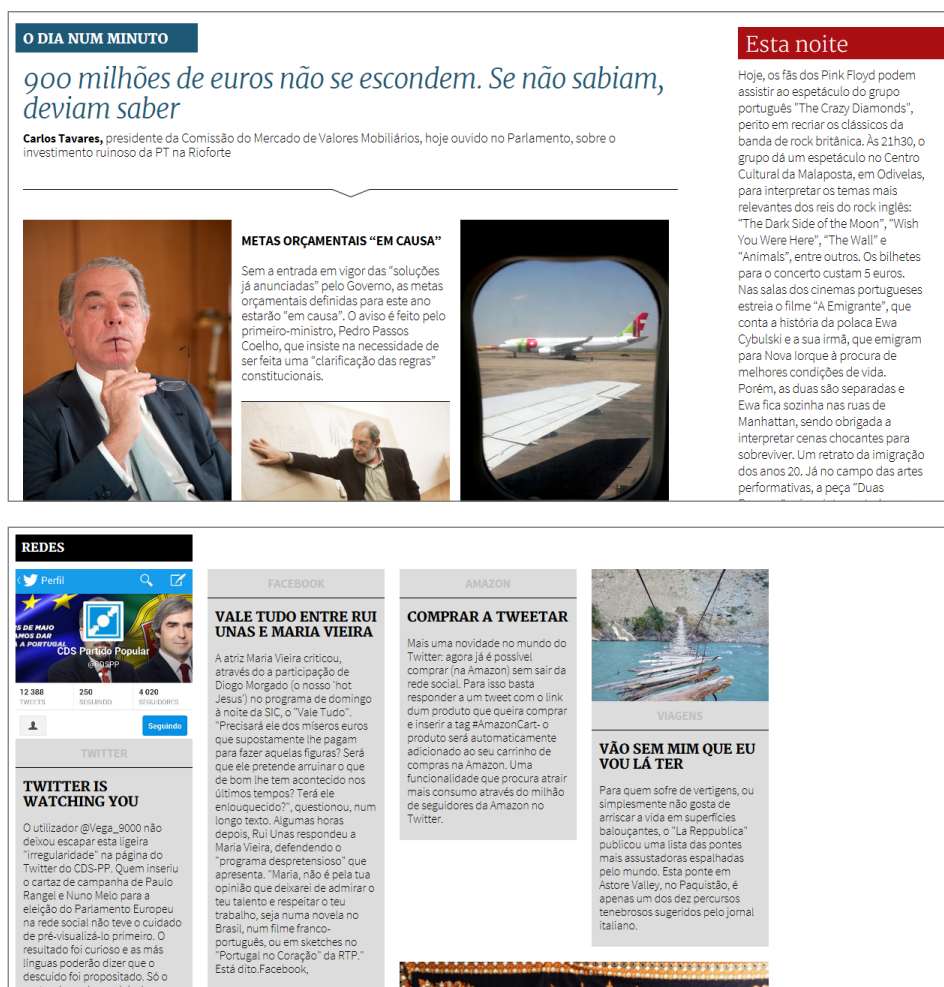 O DIA NUM MINUTO
900 milhões de euros não se escondem. Se não sabiam,
deviam saber
Carlos Tavares, presidente da Comissão do Mercado de Valores Mobiliários, hoje ouvido no Parlamento, sobre o
investimento ruinoso da PT na Rioforte
METAS ORÇAMENTAIS “EM CAUSA”
Sem a entrada em vigor das “soluções
já anunciadas” pelo Governo, as metas
orçamentais definidas para este ano
estarão “em causa”. O aviso é feito pelo
primeiro-ministro, Pedro Passos
Coelho, que insiste na necessidade de
ser feita uma “clarificação das regras”
constitucionais.
Esta noite
Hoje, os fãs dos Pink Floyd podem
assistir ao espetáculo do grupo
português "The Crazy Diamonds",
perito em recriar os clássicos da
banda de rock britânica. Às 21h30, o
grupo dá um espetáculo no Centro
Cultural da Malaposta, em Odivelas,
para interpretar os temas mais
relevantes dos reis do rock inglês:
“The Dark Side of the Moon”, “Wish
You Were Here”, “The Wall” e
“Animals”, entre outros. Os bilhetes
para o concerto custam 5 euros.
Nas salas dos cinemas portugueses
estreia o filme “A Emigrante”, que
conta a história da polaca Ewa
Cybulski e a sua irmã, que emigram
para Nova Iorque à procura de
melhores condições de vida.
Porém, as duas são separadas e
Ewa fica sozinha nas ruas de
Manhattan, sendo obrigada a
interpretar cenas chocantes para
sobreviver. Um retrato da imigração
dos anos 20. Já no campo das artes
performativas, a peça “Duas
REDES
Perfil
25 DE MAIO
VAMOS DAR
A PORTUGAL
CDS Partido Popular
@CDSPP
12 388
TWEETS
250
SEGUINDO
4 020
SEGUIDORES
Seguindo
TWITTER
TWITTER IS
WATCHING YOU
O utilizador @Vega_9000 não
deixou escapar esta ligeira
"irregularidade" na página do
Twitter do CDS-PP. Quem inseriu
o cartaz de campanha de Paulo
Rangel e Nuno Melo para a
eleição do Parlamento Europeu
na rede social não teve o cuidado
de pré-visualizá-lo primeiro. O
resultado foi curioso e as más
línguas poderão dizer que o
descuido foi propositado. Só o
FACEBOOK
VALE TUDO ENTRE RUI
UNAS E MARIA VIEIRA
A atriz Maria Vieira criticou,
através do a participação de
Diogo Morgado (o nosso 'hot
Jesus') no programa de domingo
à noite da SIC, o "Vale Tudo".
"Precisará ele dos míseros euros
que supostamente lhe pagam
para fazer aquelas figuras? Será
que ele pretende arruinar o que
de bom lhe tem acontecido nos
últimos tempos? Terá ele
enlouquecido?", questionou, num
longo texto. Algumas horas
depois, Rui Unas respondeu a
Maria Vieira, defendendo o
"programa despretensioso" que
apresenta. "Maria, não é pela tua
opinião que deixarei de admirar o
teu talento e respeitar o teu
trabalho, seja numa novela no
Brasil, num filme franco-
português, ou em sketches no
"Portugal no Coração" da RTP."
Está dito.Facebook,
AMAZON
COMPRAR A TWEETAR
Mais uma novidade no mundo do
Twitter: agora já é possível
comprar (na Amazon) sem sair da
rede social. Para isso basta
responder a um tweet com o link
dum produto que queira comprar
e inserir a tag #AmazonCart- o
produto será automaticamente
adicionado ao seu carrinho de
compras na Amazon. Uma
funcionalidade que procura atrair
mais consumo através do milhão
de seguidores da Amazon no
Twitter.
VIAGENS
VÃO SEM MIM QUE EU
VOU LÁ TER
Para quem sofre de vertigens, ou
simplesmente não gosta de
arriscar a vida em superfícies
balouçantes, o "La Reppublica"
publicou uma lista das pontes
mais assustadoras espalhadas
pelo mundo. Esta ponte em
Astore Valley, no Paquistão, é
apenas um dos dez percursos
tenebrosos sugeridos pelo jornal
italiano.